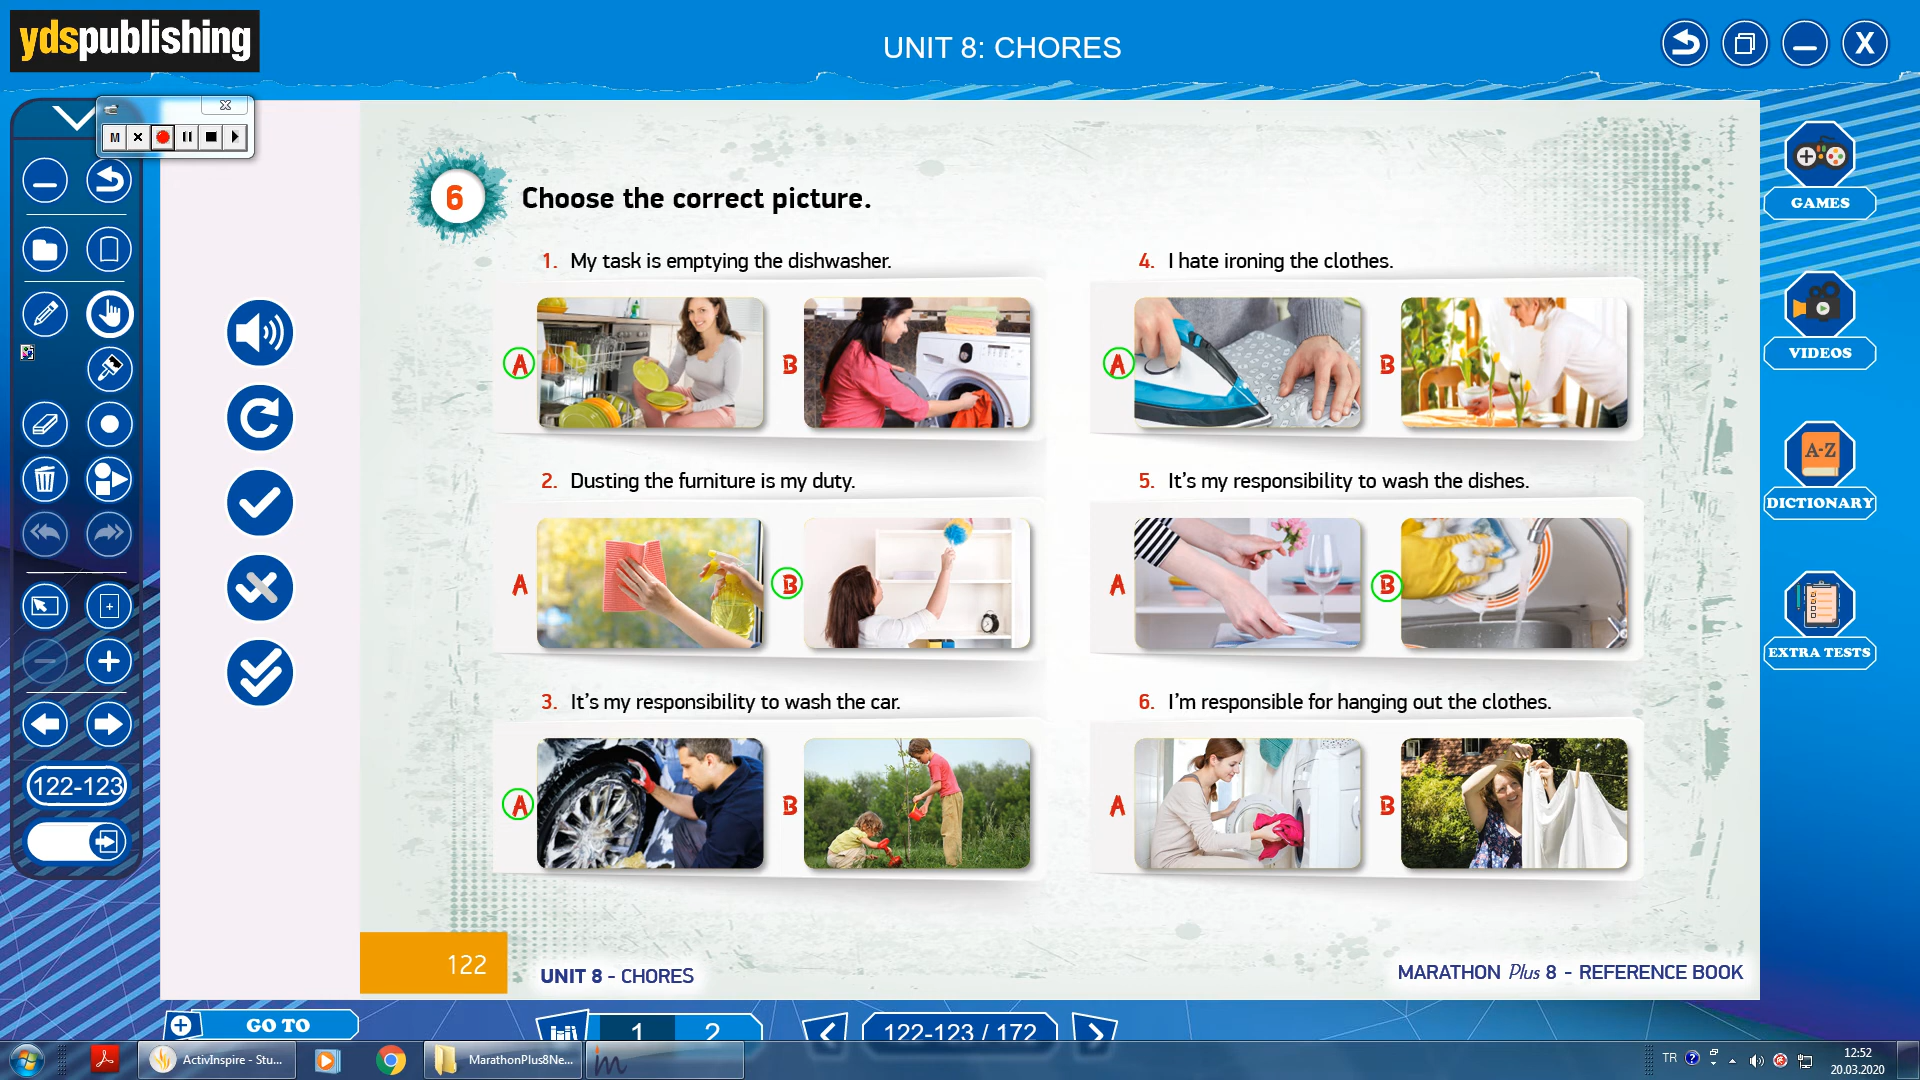 ydspublishing
UNIT 8: CHORES
M
6
Choose the correct picture.
1. My task is emptying the dishwasher.
A
B
2. Dusting the furniture is my duty.
A
B
3. It's my responsibility to wash the car.
A
B
4. I hate ironing the clothes.
A
B
5. It's my responsibility to wash the dishes.
A
B
6. I'm responsible for hanging out the clothes.
A
B
GAMES
VIDEOS
A-Z
DICTIONARY
EXTRA TESTS
122-123
122
UNIT 8 - CHORES
MARATHON Plus 8 - REFERENCE BOOK
GO TO
1
2
122-123 / 172
ActivInspire - Stu...
MarathonPlus8Ne...
TR
12:52
20.03.2020